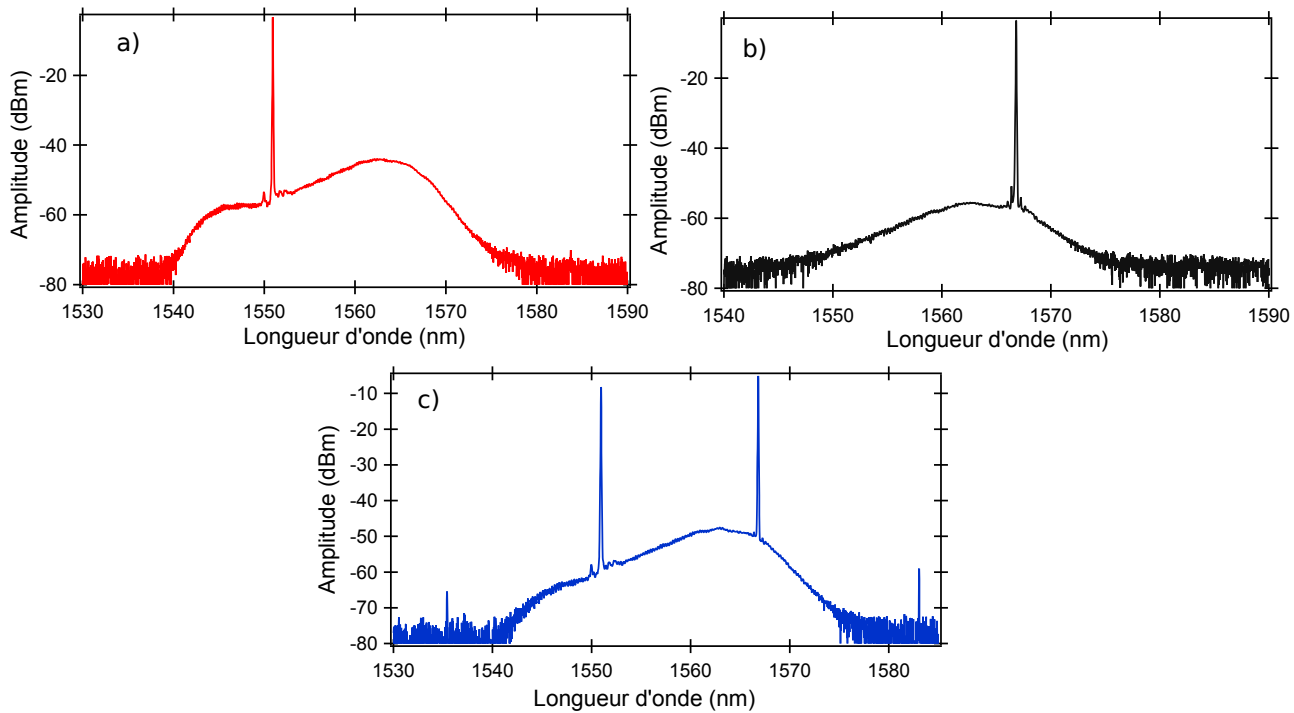 a)
Amplitude (dBm)
-20
-40
-60
-80
1530 1540 1550 1560 1570 1580 1590
Longueur d'onde (nm)
b)
Amplitude (dBm)
-20
-40
-60
-80
1540 1550 1560 1570 1580 1590
Longueur d'onde (nm)
c)
Amplitude (dBm)
-10
-20
-30
-40
-50
-60
-70
-80
1530 1540 1550 1560 1570 1580
Longueur d'onde (nm)